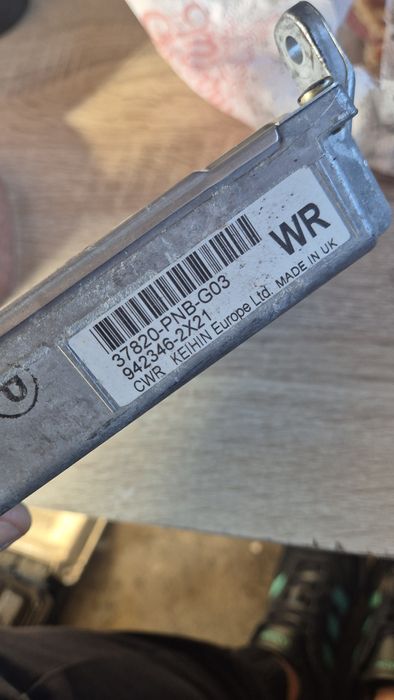 WR
37820-PNB-G03
942346-2X21
CWR KEIHIN Europe Ltd. MADE IN UK